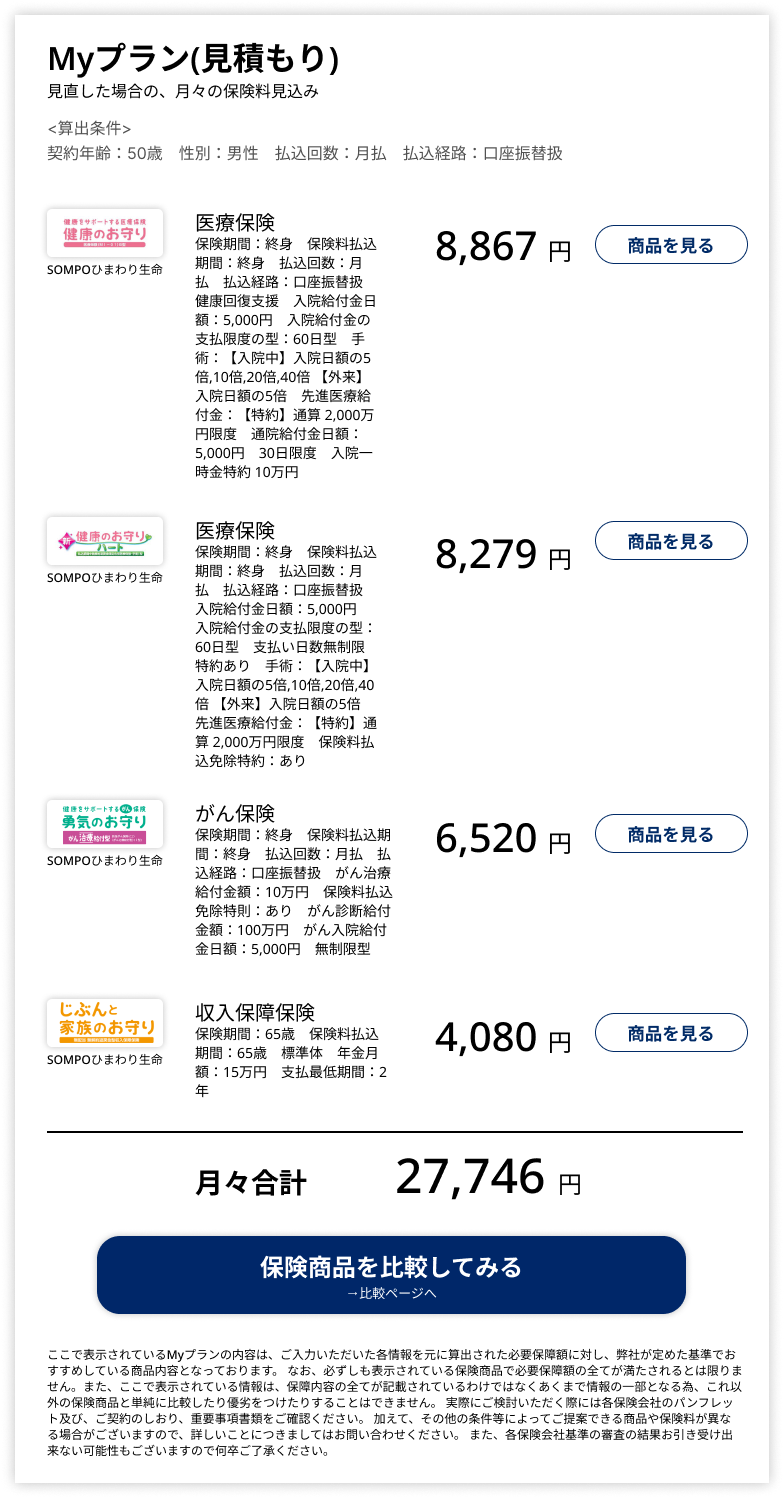 Myプラン(見積もり)
見直した場合の、月々の保険料見込み
<算出条件>
契約年齢：50歳　性別：男性　払込回数：月払　払込経路：口座振替扱
健康をサポートする医療保険
健康のお守り
SOMPOひまわり生命
医療保険
保険期間：終身　保険料払込
期間：終身　払込回数：月
払　払込経路：口座振替扱
健康回復支援　入院給付金日
額：5,000円　入院給付金の
支払限度の型：60日型　手
術：【入院中】入院日額の5
倍,10倍,20倍,40倍 【外来】
入院日額の5倍　先進医療給
付金：【特約】通算 2,000万
円限度　通院給付金日額：
5,000円　30日限度　入院一
時金特約 10万円
8,867 円
商品を見る
新 健康のお守り
ハート
SOMPOひまわり生命
医療保険
保険期間：終身　保険料払込
期間：終身　払込回数：月
払　払込経路：口座振替扱
入院給付金日額：5,000円
入院給付金の支払限度の型：
60日型　支払い日数無制限
特約あり　手術：【入院中】
入院日額の5倍,10倍,20倍,40
倍 【外来】入院日額の5倍
先進医療給付金：【特約】通
算 2,000万円限度　保険料払
込免除特約：あり
8,279 円
商品を見る
健康をサポートするがん保険
勇気のお守り
がん治療給付型
SOMPOひまわり生命
がん保険
保険期間：終身　保険料払込期
間：終身　払込回数：月払　払
込経路：口座振替扱　がん治療
給付金額：10万円　保険料払込
免除特則：あり　がん診断給付
金額：100万円　がん入院給付
金日額：5,000円　無制限型
6,520 円
商品を見る
じぶんと
家族のお守り
SOMPOひまわり生命
収入保障保険
保険期間：65歳　保険料払込
期間：65歳　標準体　年金月
額：15万円　支払最低期間：2
年
4,080 円
商品を見る
月々合計
27,746 円
保険商品を比較してみる
→比較ページへ
ここで表示されているMyプランの内容は、ご入力いただいた各情報を元に算出された必要保障額に対し、弊社が定めた基準でお
すすめしている商品内容となっております。 なお、必ずしも表示されている保険商品で必要保障額の全てが満たされるとは限りま
せん。また、ここで表示されている情報は、保障内容の全てが記載されているわけではなくあくまで情報の一部となる為、これ以
外の保険商品と単純に比較したり優劣をつけたりすることはできません。 実際にご検討いただく際には各保険会社のパンフレッ
ト及び、ご契約のしおり、重要事項書類をご確認ください。 加えて、その他の条件等によってご提案できる商品や保険料が異な
る場合がございますので、詳しいことにつきましてはお問い合わせください。 また、各保険会社基準の審査の結果お引き受け出
来ない可能性もございますので何卒ご了承ください。